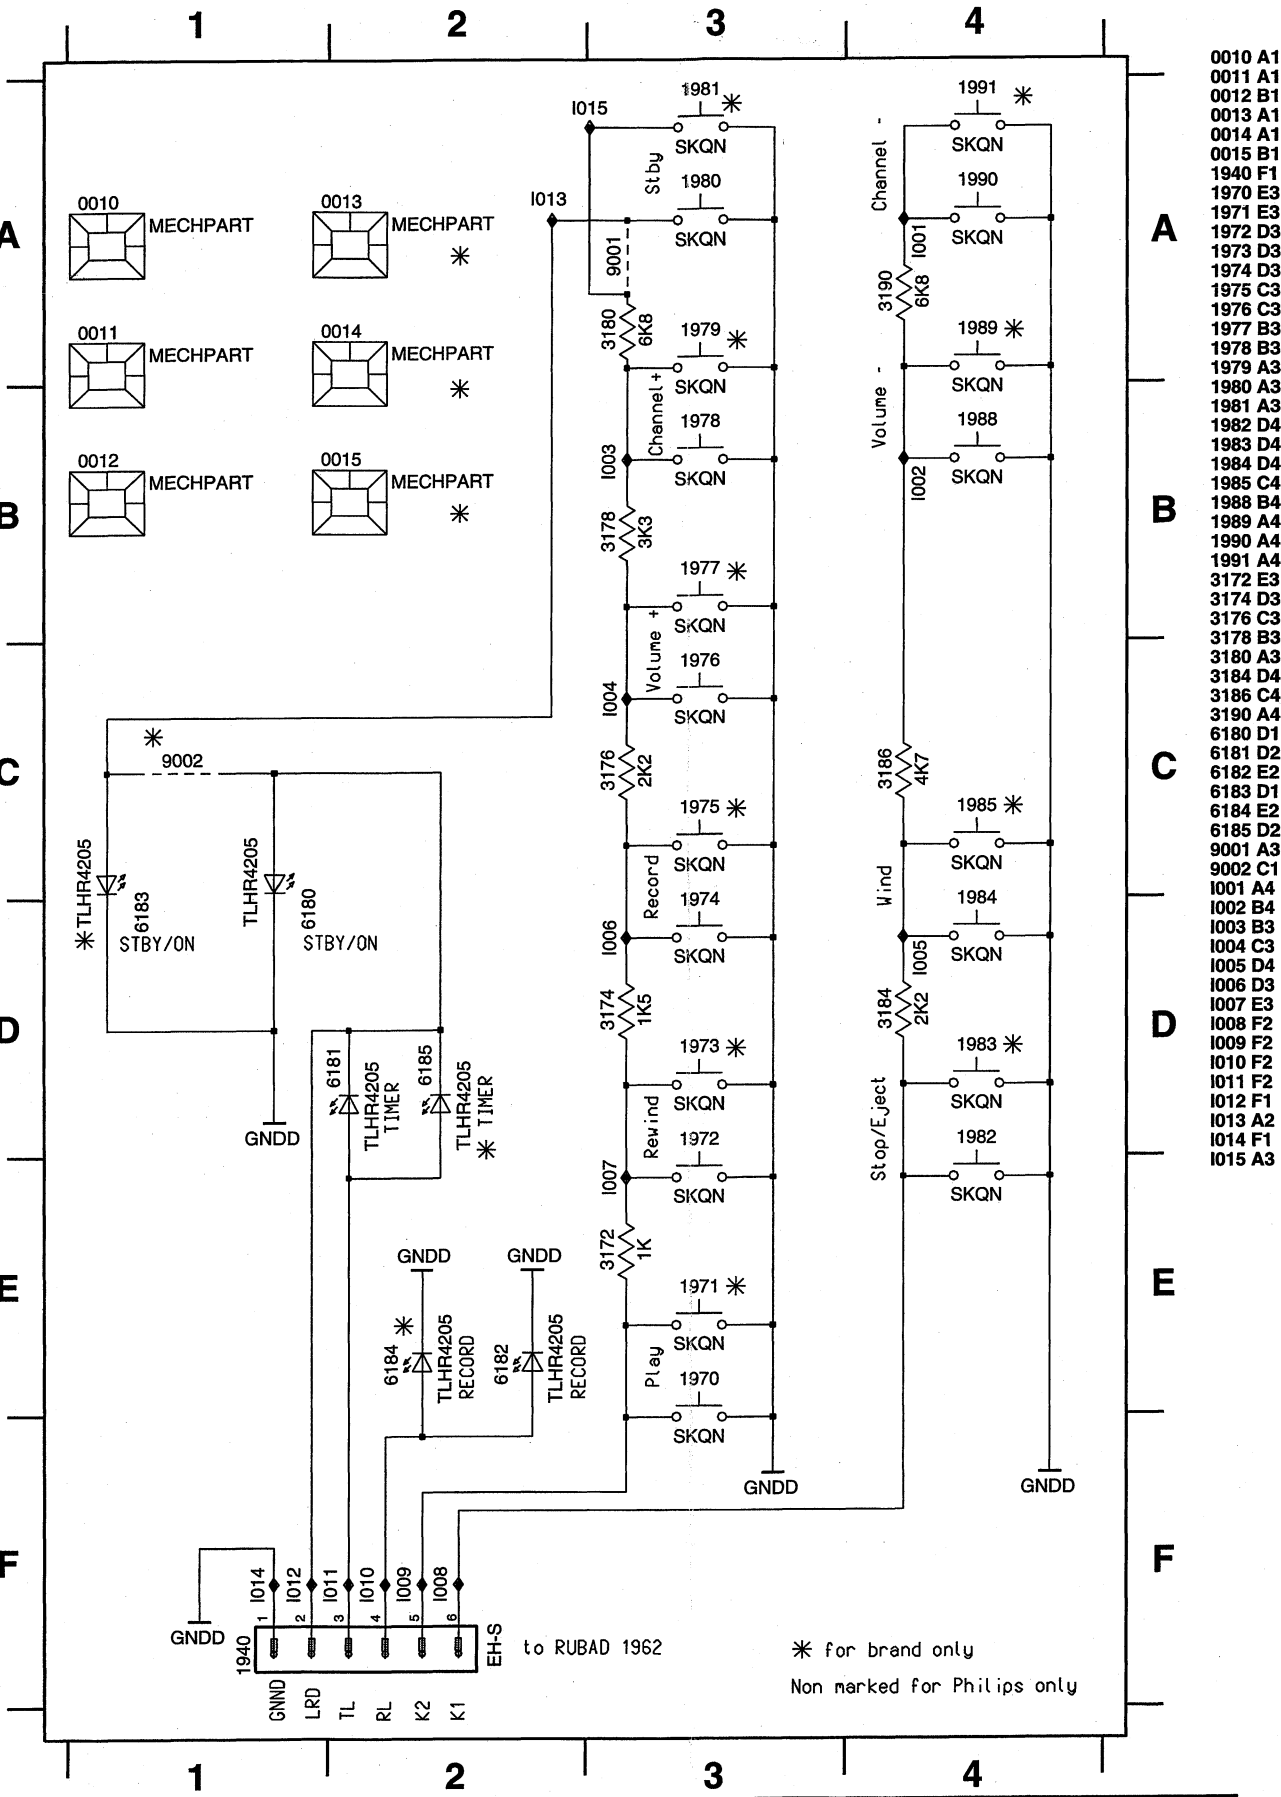 1
2
3
4
A
B
C
D
E
F
A
B
C
D
E
F
0010
MECHPART
0013
MECHPART
0011
MECHPART
0014
MECHPART
0012
MECHPART
0015
MECHPART
9002
TLHR4205
6183
STBY/ON
TLHR4205
6180
STBY/ON
GNDD
6181
TLHR4205
TIMER
6185
TLHR4205
TIMER
GNDD
GNDD
6184
TLHR4205
RECORD
6182
TLHR4205
RECORD
I015
I013
1981
SKQN
Stby
1980
SKQN
9001
3180
6K8
1979
SKQN
Channel+
1978
SKQN
I003
3178
3K3
1977
SKQN
Volume +
1976
SKQN
I004
3176
2K2
1975
SKQN
Record
1974
SKQN
I006
3174
1K5
1973
SKQN
Rewind
1972
SKQN
I007
3172
1K
1971
SKQN
Play
1970
SKQN
GNDD
1991
SKQN
Channel -
1990
SKQN
I001
3190
6K8
1989
SKQN
Volume -
1988
SKQN
I002
3186
4K7
1985
SKQN
Wind
1984
SKQN
I005
3184
2K2
1983
SKQN
Stop/Eject
1982
SKQN
GNDD
GNDD
I014
I012
I011
I010
I009
I008
1
2
3
4
5
6
1940
EH-S
GNND
LRD
TL
RL
K2
K1
to RUBAD 1962
✳ for brand only
Non marked for Philips only
1
2
3
4
0010 A1
0011 A1
0012 B1
0013 A1
0014 A1
0015 B1
1940 F1
1970 E3
1971 E3
1972 D3
1973 D3
1974 D3
1975 C3
1976 C3
1977 B3
1978 B3
1979 A3
1980 A3
1981 A3
1982 D4
1983 D4
1984 D4
1985 C4
1988 B4
1989 A4
1990 A4
1991 A4
3172 E3
3174 D3
3176 C3
3178 B3
3180 A3
3184 D4
3186 C4
3190 A4
6180 D1
6181 D2
6182 E2
6183 D1
6184 E2
6185 D2
9001 A3
9002 C1
I001 A4
I002 B4
I003 B3
I004 C3
I005 D4
I006 D3
I007 E3
I008 F2
I009 F2
I010 F2
I011 F2
I012 F1
I013 A2
I014 F1
I015 A3